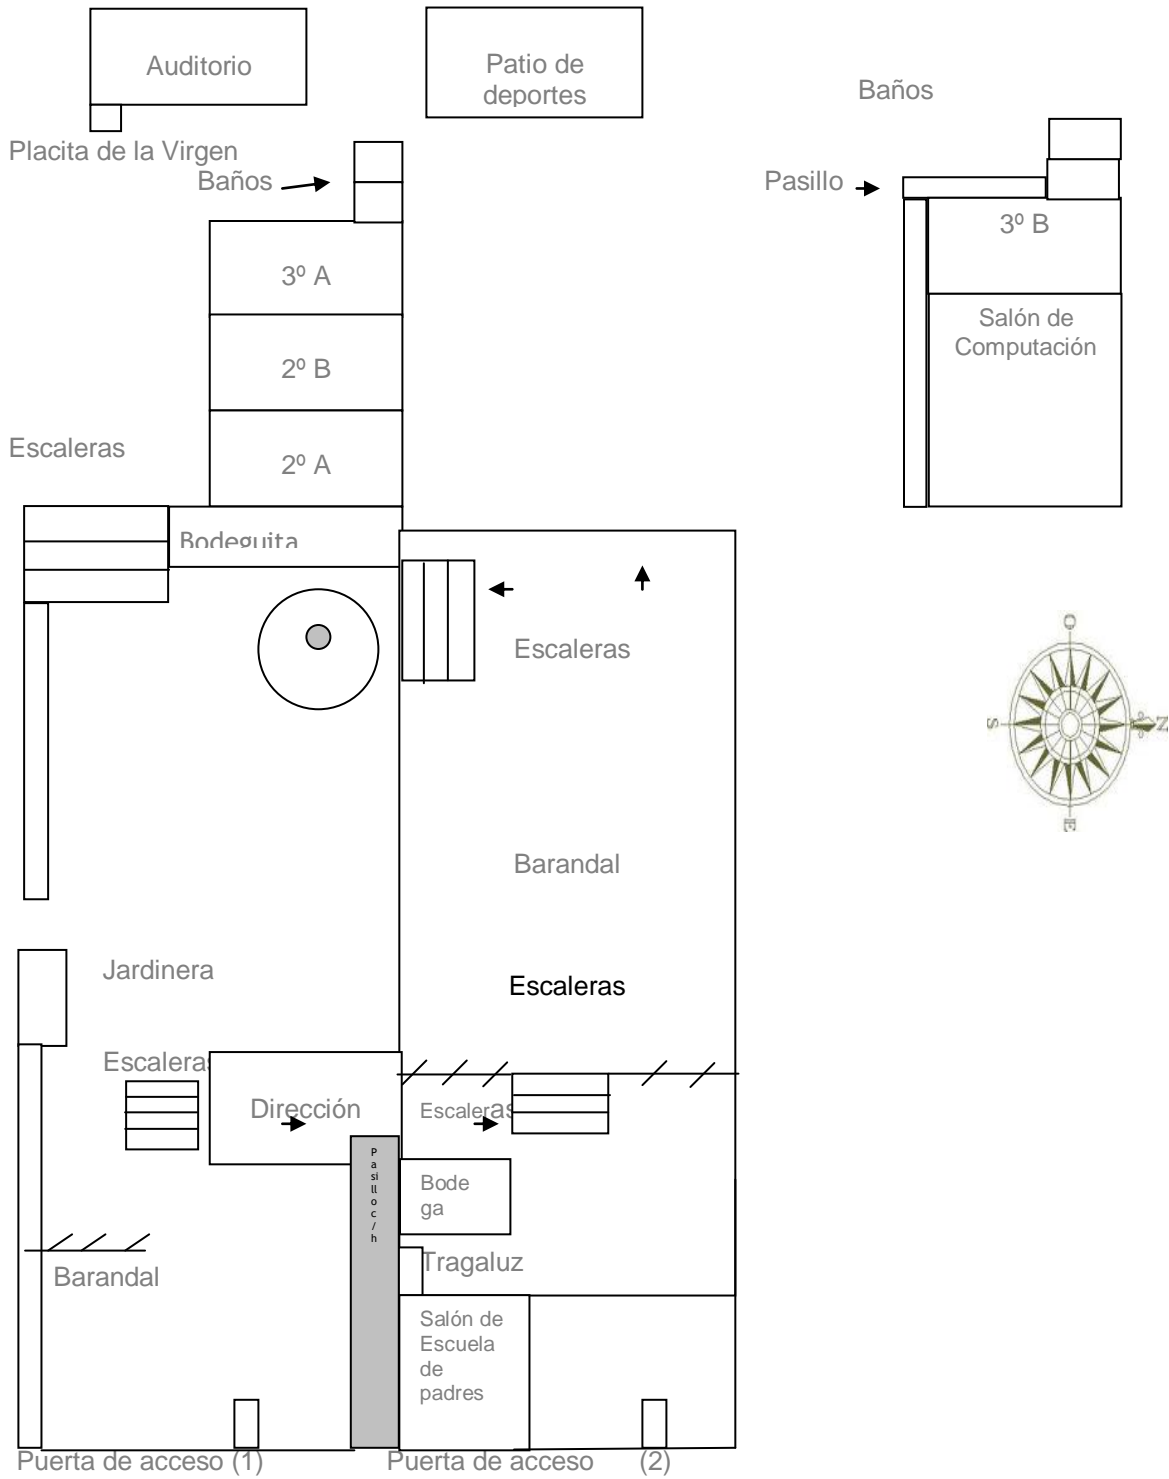 Auditorio
Patio de
deportes
Baños
Placita de la Virgen
Baños
Pasillo
3º B
3º A
Salón de
Computación
2º B
Escaleras
2º A
Bodeguita
O
Escaleras
S
N
E
Barandal
Jardinera
Escaleras
Escaleras
Dirección
Escaleras
Pasillo c/h
Bode
ga
Tragaluz
Barandal
Salón de
Escuela
de
padres
Puerta de acceso (1)
Puerta de acceso (2)